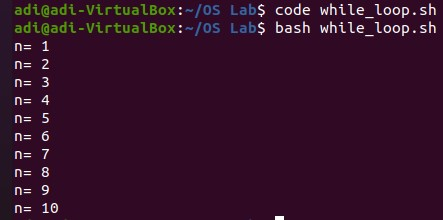 adi@adi-VirtualBox:~/OS Lab$ code while_loop.sh
adi@adi-VirtualBox:~/OS Lab$ bash while_loop.sh
n= 1
n= 2
n= 3
n= 4
n= 5
n= 6
n= 7
n= 8
n= 9
n= 10